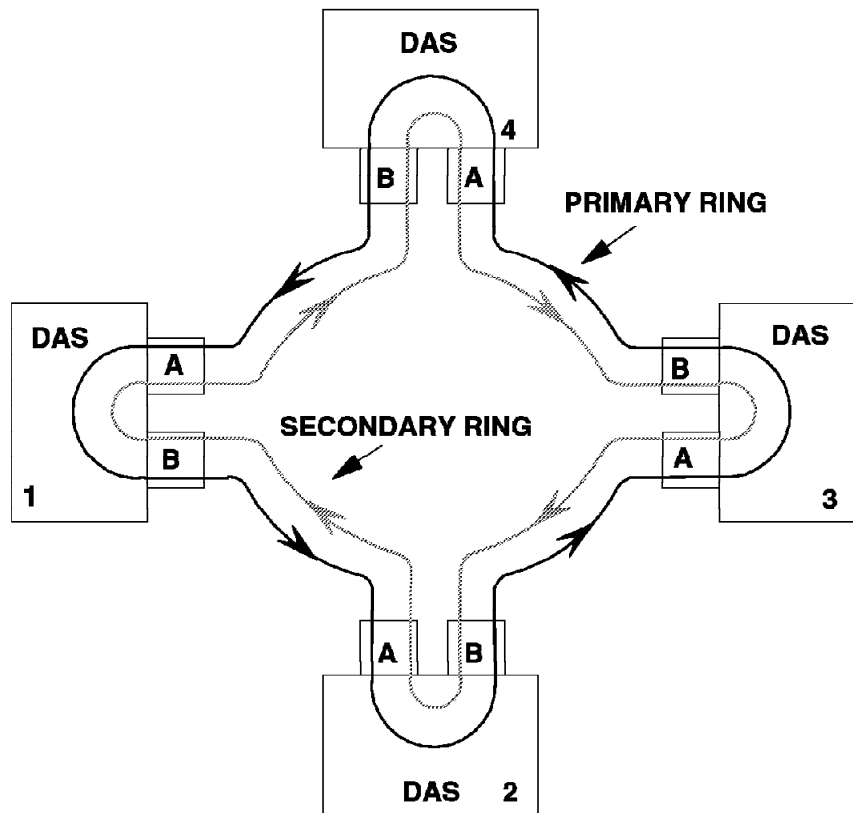 DAS
4
B A
PRIMARY RING
DAS
A
B
1
SECONDARY RING
DAS
B
A
3
A B
DAS 2